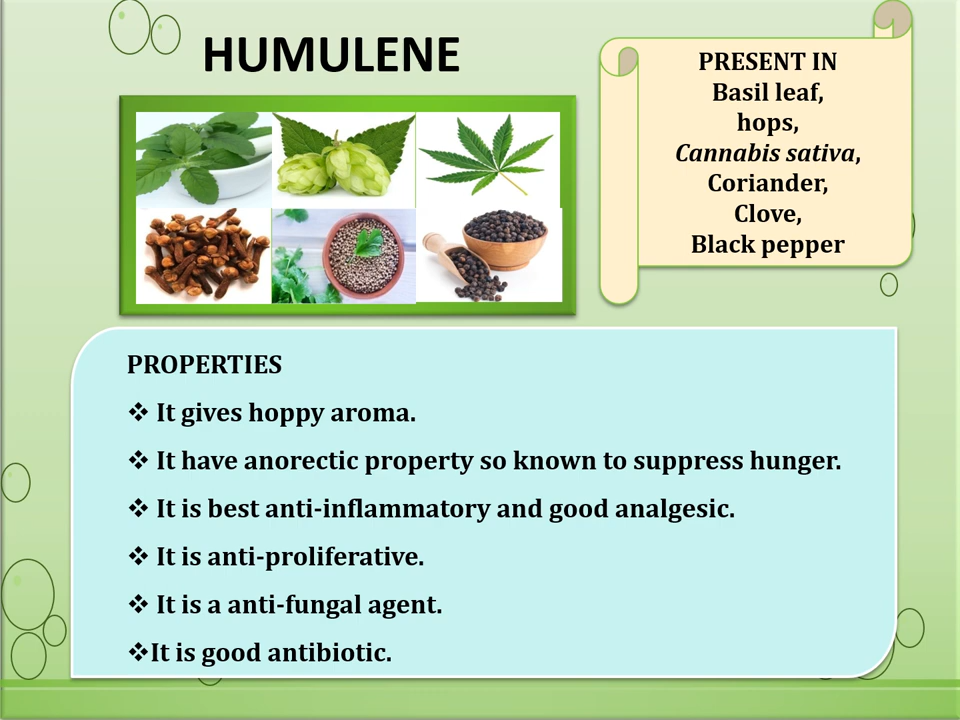 HUMULENE
PRESENT IN
Basil leaf,
hops,
Cannabis sativa,
Coriander,
Clove,
Black pepper
PROPERTIES
❖ It gives hoppy aroma.
❖ It have anorectic property so known to suppress hunger.
❖ It is best anti-inflammatory and good analgesic.
❖ It is anti-proliferative.
❖ It is a anti-fungal agent.
❖It is good antibiotic.